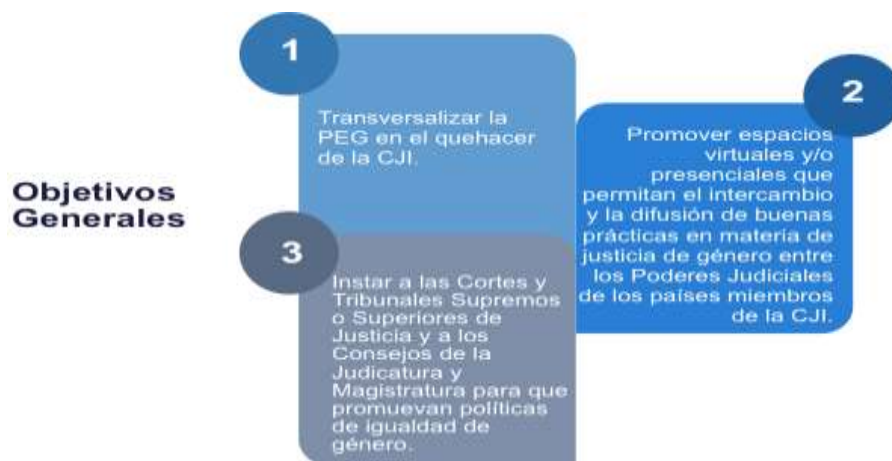 Objetivos
Generales
1
Transversalizar la
PEG en el quehacer
de la CJI.
2
Promover espacios
virtuales y/o
presenciales que
permitan el intercambio
y la difusión de buenas
prácticas en materia de
justicia de género entre
los Poderes Judiciales
de los países miembros
de la CJI.
3
Instar a las Cortes y
Tribunales Supremos
o Superiores de
Justicia y a los
Consejos de la
Judicatura y
Magistratura para que
promuevan políticas
de igualdad de
género.